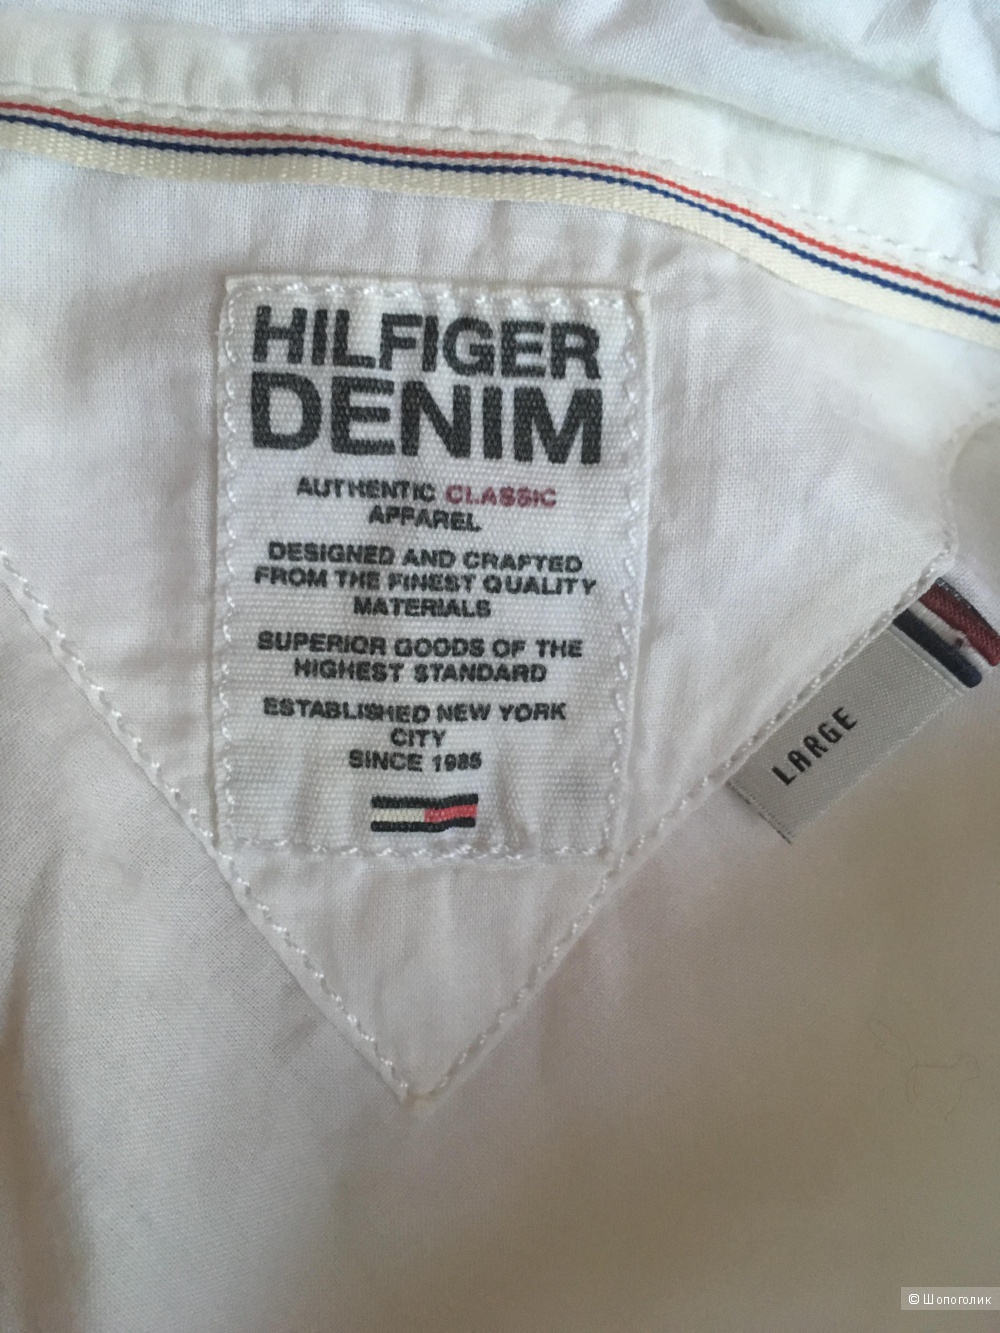 HILFIGER
DENIM
AUTHENTIC CLASSIC
APPAREL
DESIGNED AND CRAFTED
FROM THE FINEST QUALITY
MATERIALS
SUPERIOR GOODS OF THE
HIGHEST STANDARD
ESTABLISHED NEW YORK
CITY
SINCE 1985
LARGE
© Шопоголик